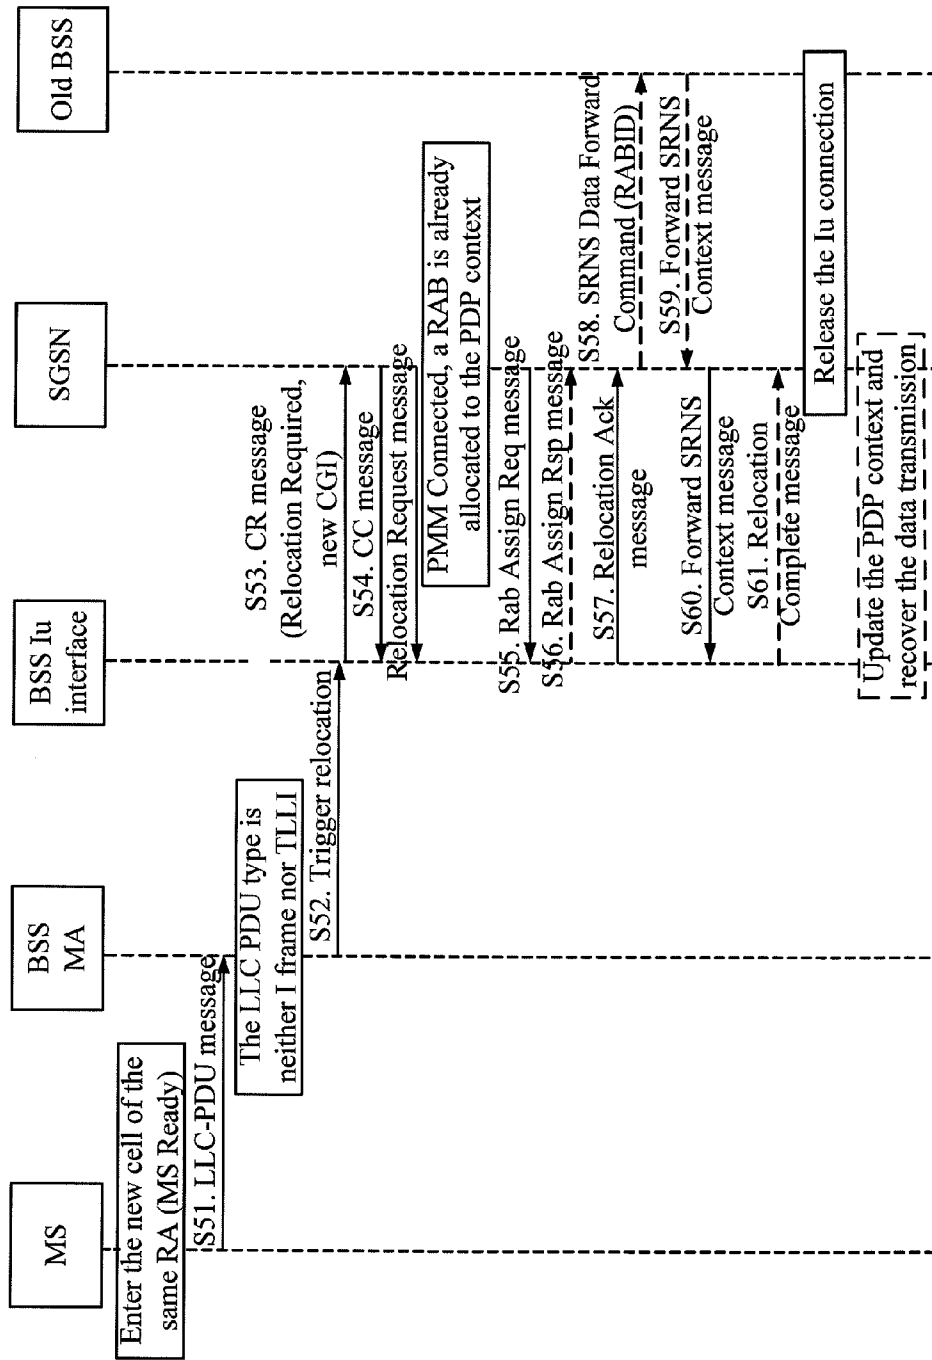 MS
BSS
MA
BSS Iu
interface
SGSN
Old BSS
Enter the new cell of the
same RA (MS Ready)
S51. LLC-PDU message
The LLC PDU type is
neither I frame nor TLLI
S52. Trigger relocation
S53. CR message
(Relocation Required,
new CGI)
S54. CC message
Relocation Request message
PMM Connected, a RAB is already
allocated to the PDP context
S55. Rab Assign Req message
S56. Rab Assign Rsp message
S57. Relocation Ack
message
S58. SRNS Data Forward
Command (RABID)
S59. Forward SRNS
Context message
S60. Forward SRNS
Context message
S61. Relocation
Complete message
Release the Iu connection
Update the PDP context and
recover the data transmission